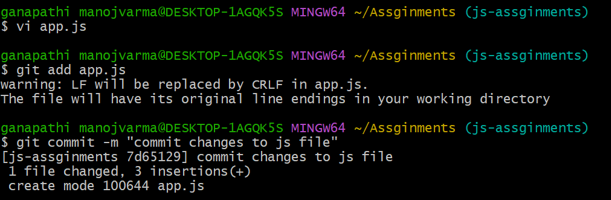 ganapathi manojvarma@DESKTOP-1AGQK5S MINGW64 ~/Assginments (js-assginments)
$ vi app.js
ganapathi manojvarma@DESKTOP-1AGQK5S MINGW64 ~/Assginments (js-assginments)
$ git add app.js
warning: LF will be replaced by CRLF in app.js.
The file will have its original line endings in your working directory
ganapathi manojvarma@DESKTOP-1AGQK5S MINGW64 ~/Assginments (js-assginments)
$ git commit -m "commit changes to js file"
[js-assginments 7d65129] commit changes to js file
 1 file changed, 3 insertions(+)
 create mode 100644 app.js